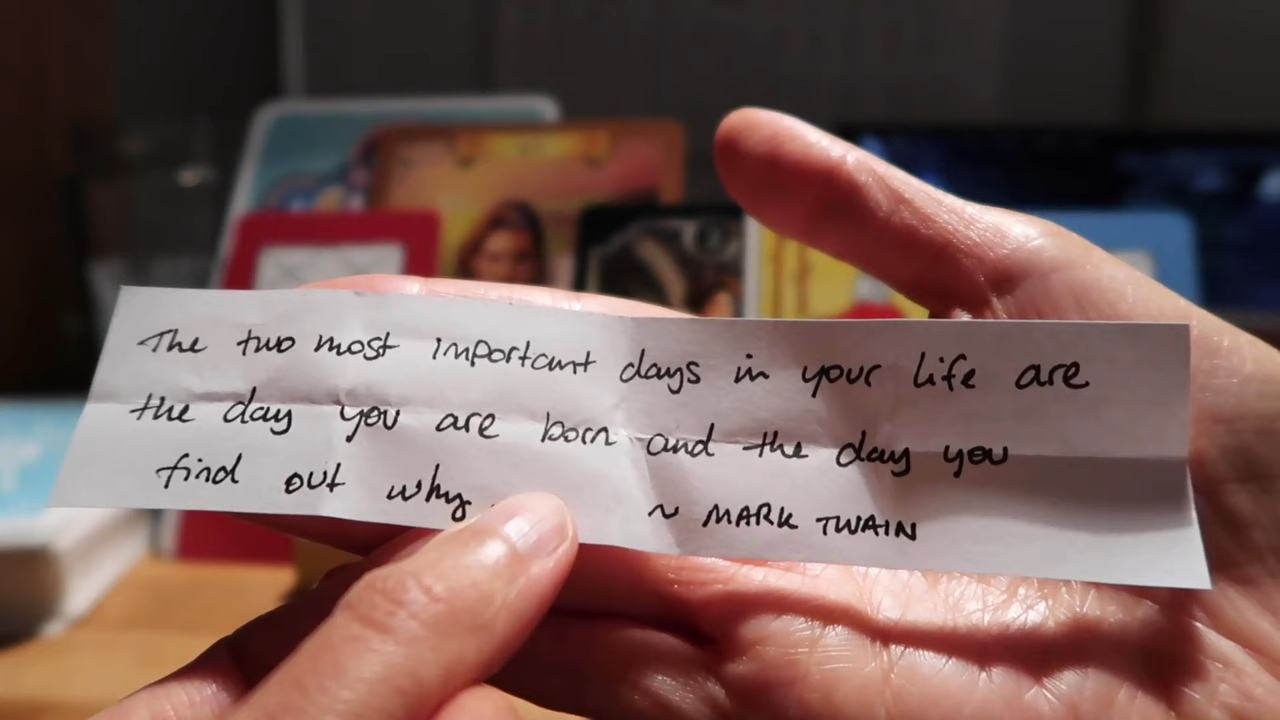 The two most important days in your life are
the day you are born and the day you
find out why. ~ MARK TWAIN